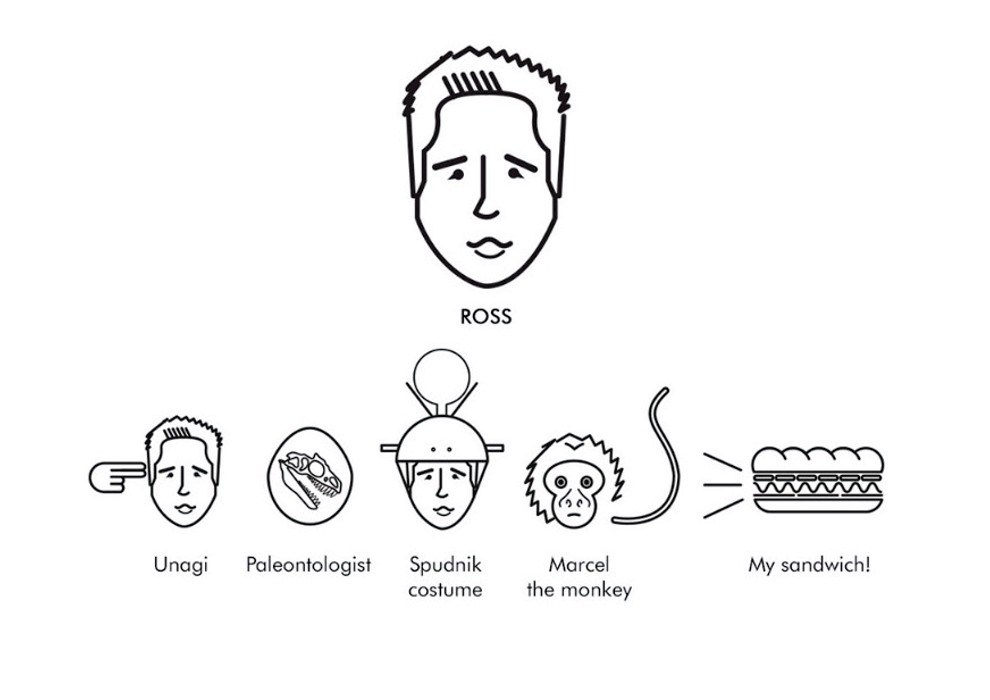 ROSS
Unagi
Paleontologist
Spudnik
costume
Marcel
the monkey
My sandwich!